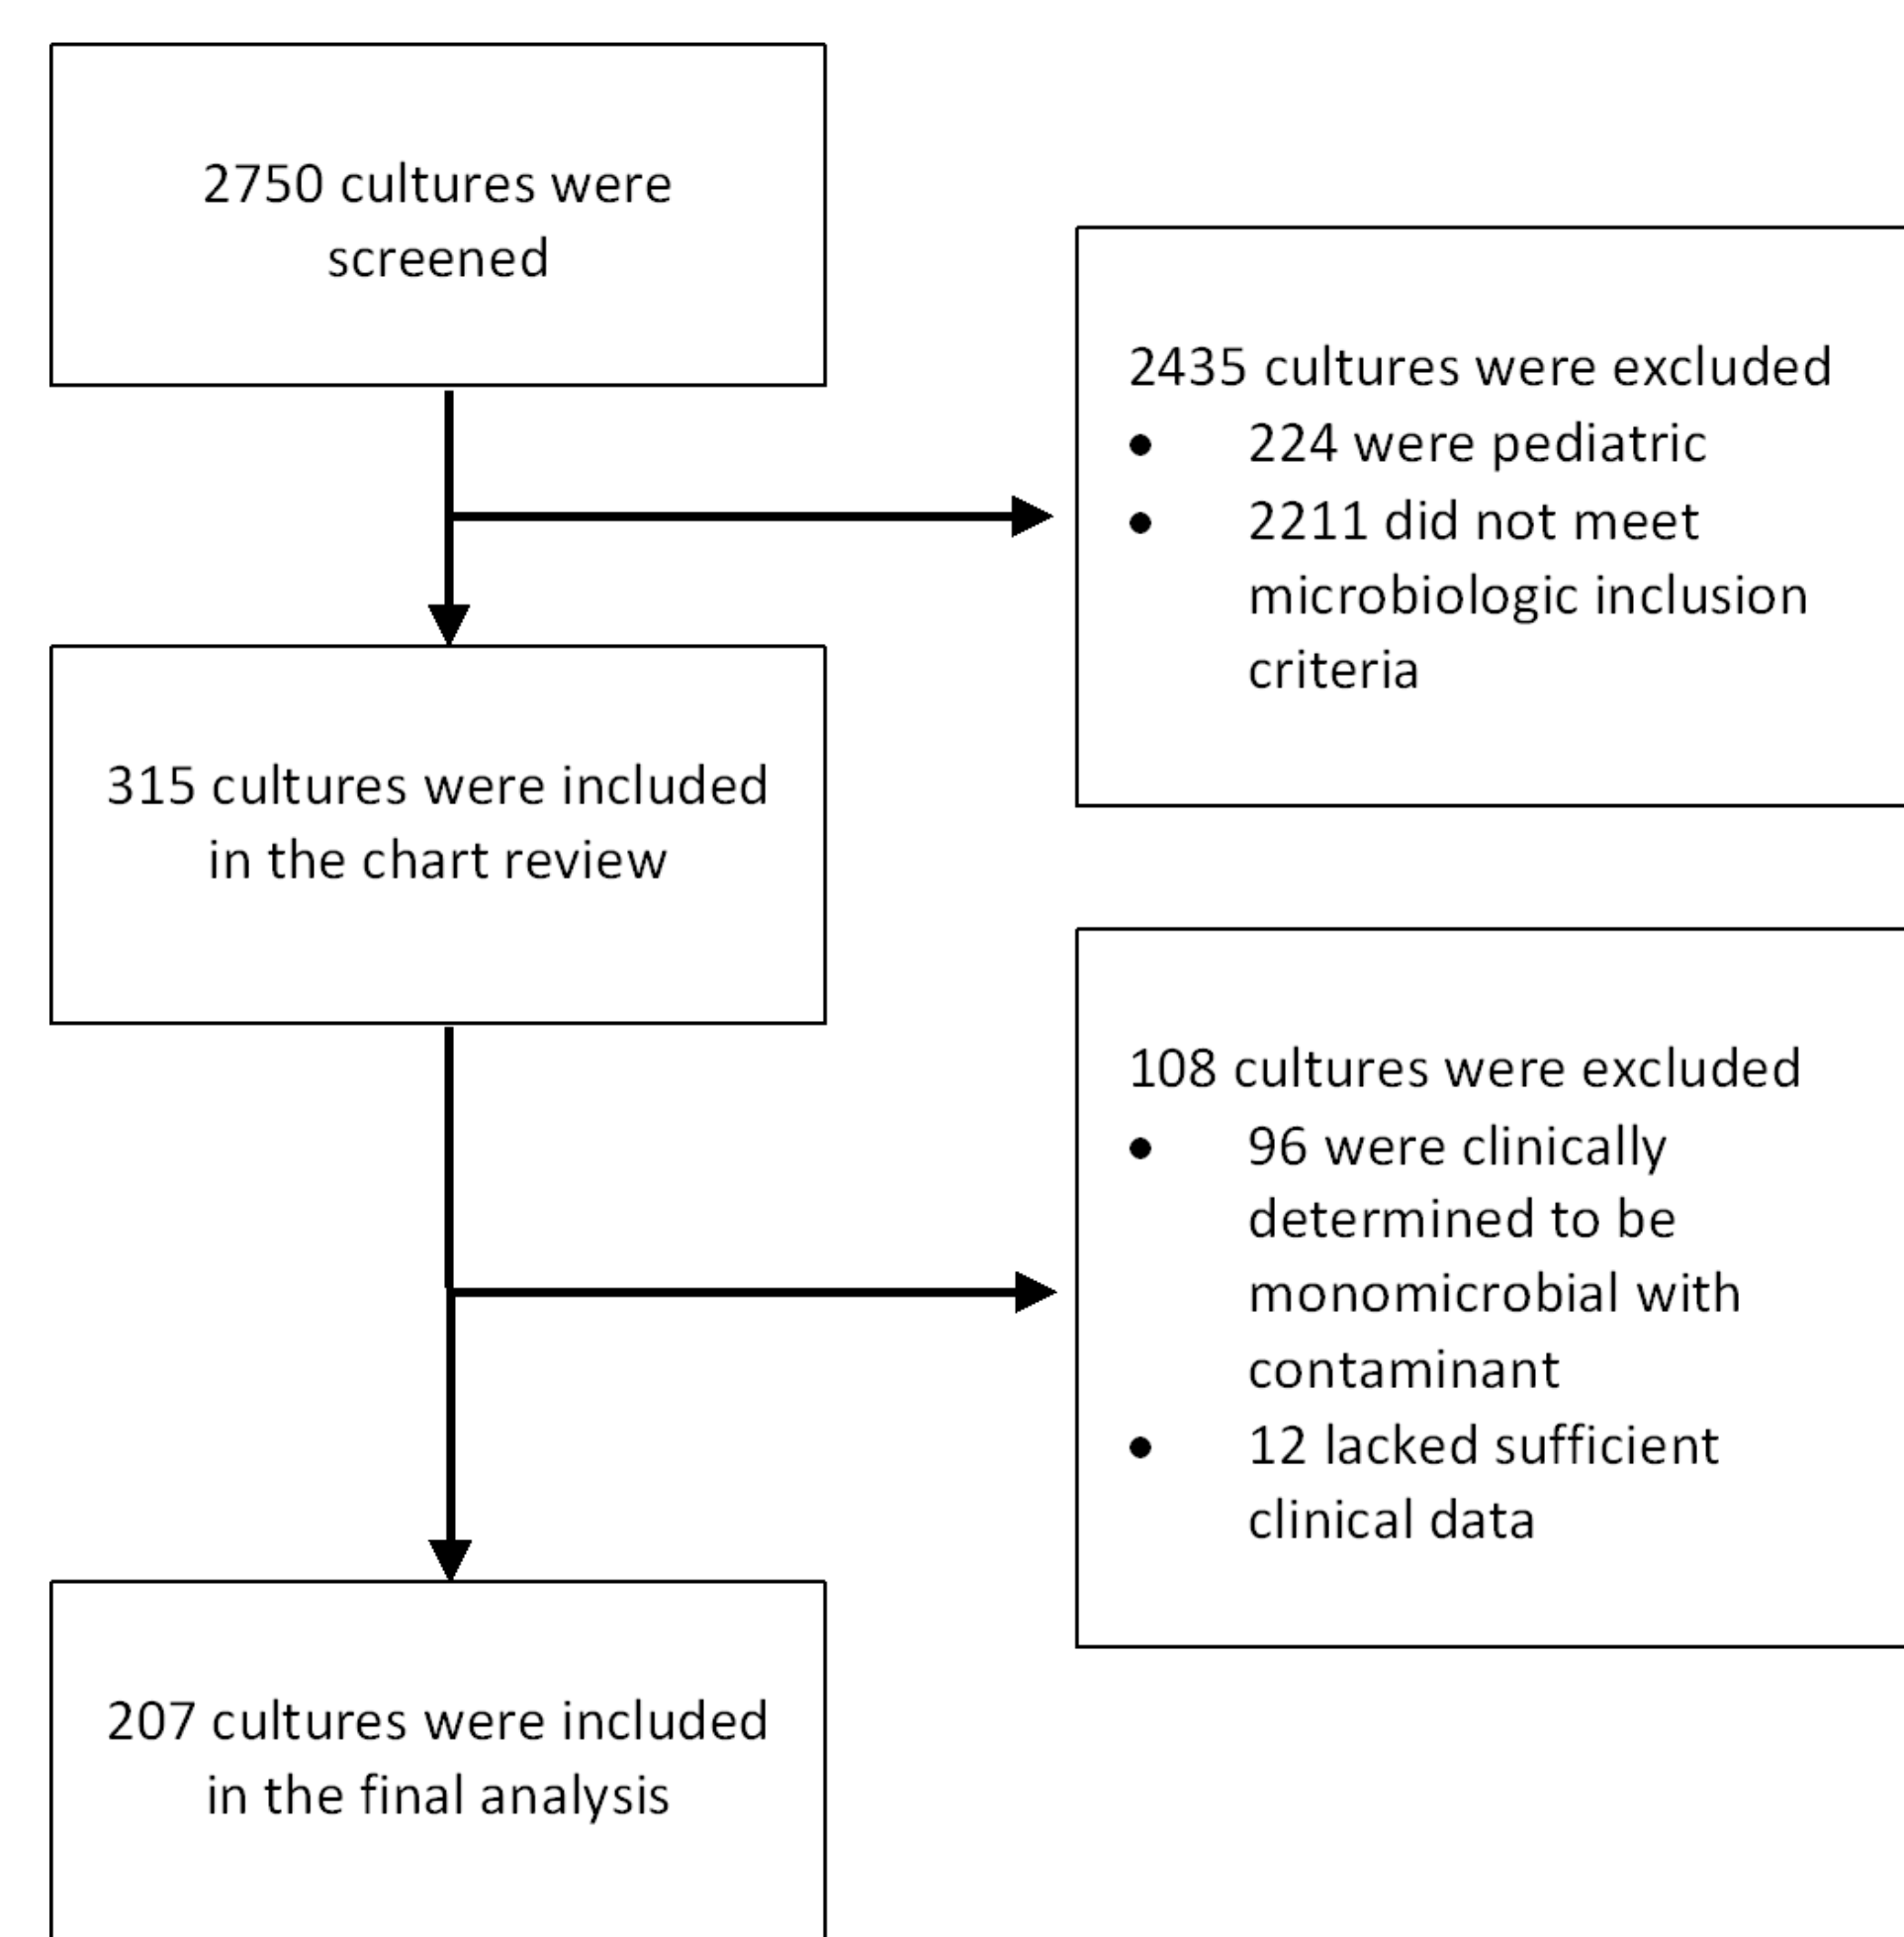 2750 cultures were
screened
2435 cultures were excluded
● 224 were pediatric
● 2211 did not meet
microbiologic inclusion
criteria
315 cultures were included
in the chart review
108 cultures were excluded
● 96 were clinically
determined to be
monomicrobial with
contaminant
● 12 lacked sufficient
clinical data
207 cultures were included
in the final analysis